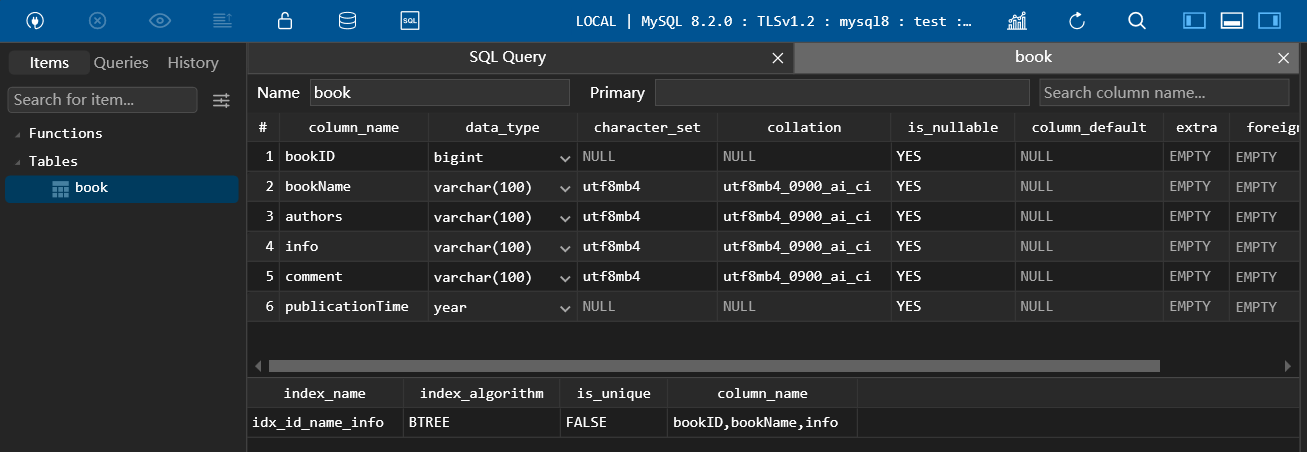 SQL
LOCAL | MySQL 8.2.0 : TLSv1.2 : mysql8 : test :...
Items Queries History
SQL Query
book
Search for item...
Name book Primary Search column name...
Functions
Tables
book
# column_name data_type character_set collation is_nullable column_default extra foreign
1 bookID bigint NULL NULL YES NULL EMPTY EMPTY
2 bookName varchar(100) utf8mb4 utf8mb4_0900_ai_ci YES NULL EMPTY EMPTY
3 authors varchar(100) utf8mb4 utf8mb4_0900_ai_ci YES NULL EMPTY EMPTY
4 info varchar(100) utf8mb4 utf8mb4_0900_ai_ci YES NULL EMPTY EMPTY
5 comment varchar(100) utf8mb4 utf8mb4_0900_ai_ci YES NULL EMPTY EMPTY
6 publicationTime year NULL NULL YES NULL EMPTY EMPTY
index_name index_algorithm is_unique column_name
idx_id_name_info BTREE FALSE bookID,bookName,info